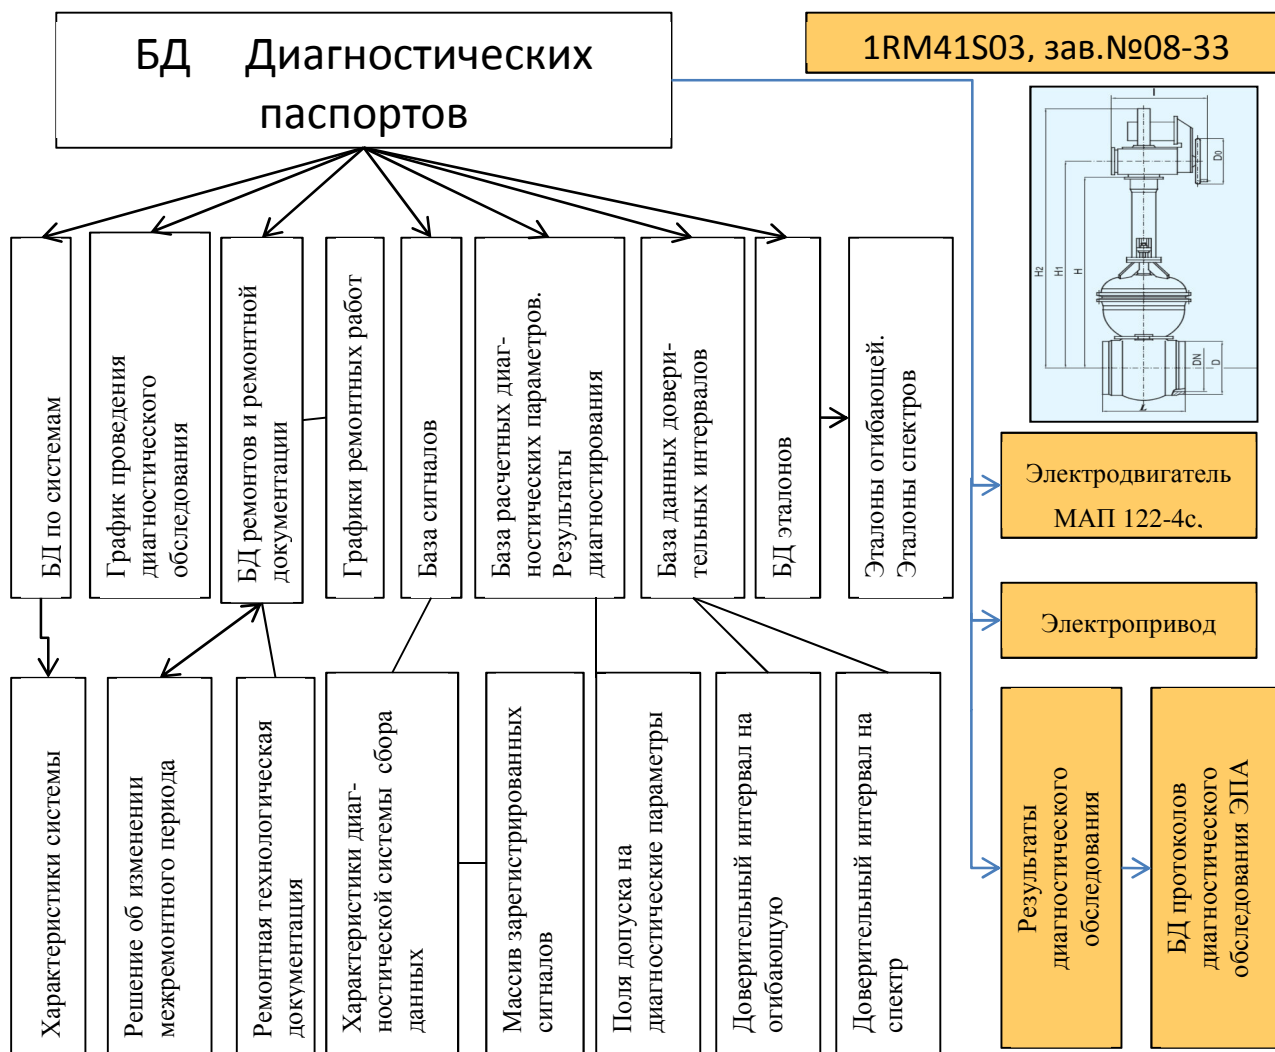 БД Диагностических
паспортов
1RM41S03, зав.№08-33
l
H2
H1
H
D0
DN
D
L
БД по системам
График проведения
диагностического
обследования
БД ремонтов и ремонтной
документации
Графики ремонтных работ
База сигналов
База расчетных диаг-
ностических параметров.
Результаты
диагностирования
База данных довери-
тельных интервалов
БД эталонов
Эталоны огибающей.
Эталоны спектров
Электродвигатель
МАП 122-4с,
Электропривод
Характеристики системы
Решение об изменении
межремонтного периода
Ремонтная технологическая
документация
Характеристики диаг-
ностической системы сбора
данных
Массив зарегистрированных
сигналов
Поля допуска на
диагностические параметры
Доверительный интервал на
огибающую
Доверительный интервал на
спектр
Результаты
диагностического
обследования
БД протоколов
диагностического
обследования ЭПА